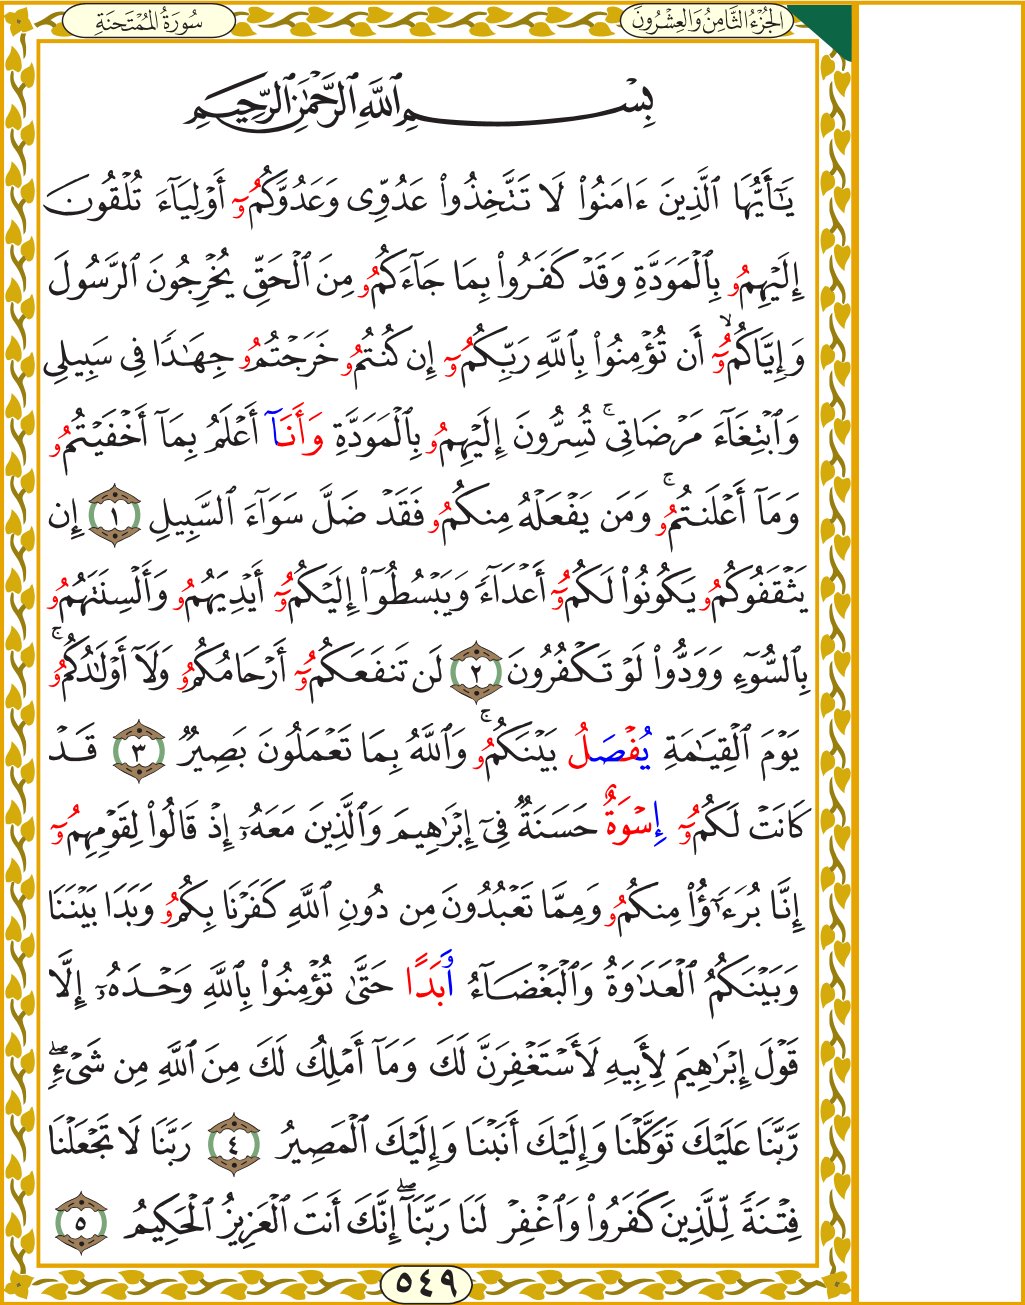 الجُزْءُ الثَّامِنُ وَالعِشْرُونَ
سُورَةُ المُمْتَحَنَةِ
بِسْمِ ٱللَّهِ ٱلرَّحْمَٰنِ ٱلرَّحِيمِ
يَٰٓأَيُّهَا ٱلَّذِينَ ءَامَنُوا۟ لَا تَتَّخِذُوا۟ عَدُوِّى وَعَدُوَّكُمُۥٓ أَوْلِيَآءَ تُلْقُونَ
إِلَيْهِمُۥ بِٱلْمَوَدَّةِ وَقَدْ كَفَرُوا۟ بِمَا جَآءَكُمُۥ مِنَ ٱلْحَقِّ يُخْرِجُونَ ٱلرَّسُولَ
وَإِيَّاكُمُۥٓ ۙ أَن تُؤْمِنُوا۟ بِٱللَّهِ رَبِّكُمُۥٓ إِن كُنتُمُۥ خَرَجْتُمُۥ جِهَٰدًا فِى سَبِيلِى
وَٱبْتِغَآءَ مَرْضَاتِى ۚ تُسِرُّونَ إِلَيْهِمُۥ بِٱلْمَوَدَّةِ وَأَنَآ أَعْلَمُ بِمَآ أَخْفَيْتُمُۥ
وَمَآ أَعْلَنتُمُۥ ۚ وَمَن يَفْعَلْهُ مِنكُمُۥ فَقَدْ ضَلَّ سَوَآءَ ٱلسَّبِيلِ ١ إِن
يَثْقَفُوكُمُۥ يَكُونُوا۟ لَكُمُۥٓ أَعْدَآءً وَيَبْسُطُوٓا۟ إِلَيْكُمُۥٓ أَيْدِيَهُمُۥ وَأَلْسِنَتَهُمُۥ
بِٱلسُّوٓءِ وَوَدُّوا۟ لَوْ تَكْفُرُونَ ٢ لَن تَنفَعَكُمُۥٓ أَرْحَامُكُمُۥ وَلَآ أَوْلَٰدُكُمُۥ ۚ
يَوْمَ ٱلْقِيَٰمَةِ يُفْصَلُ بَيْنَكُمُۥ ۚ وَٱللَّهُ بِمَا تَعْمَلُونَ بَصِيرٌ ٣ قَدْ
كَانَتْ لَكُمُۥٓ إِسْوَةٌ حَسَنَةٌ فِىٓ إِبْرَٰهِيمَ وَٱلَّذِينَ مَعَهُۥٓ إِذْ قَالُوا۟ لِقَوْمِهِمُۥٓ
إِنَّا بُرَءَٰٓؤُا۟ مِنكُمُۥ وَمِمَّا تَعْبُدُونَ مِن دُونِ ٱللَّهِ كَفَرْنَا بِكُمُۥ وَبَدَا بَيْنَنَا
وَبَيْنَكُمُ ٱلْعَدَٰوَةُ وَٱلْبَغْضَآءُ أَبَدًا حَتَّىٰ تُؤْمِنُوا۟ بِٱللَّهِ وَحْدَهُۥٓ إِلَّا
قَوْلَ إِبْرَٰهِيمَ لِأَبِيهِ لَأَسْتَغْفِرَنَّ لَكَ وَمَآ أَمْلِكُ لَكَ مِنَ ٱللَّهِ مِن شَىْءٍ ۖ
رَّبَّنَا عَلَيْكَ تَوَكَّلْنَا وَإِلَيْكَ أَنَبْنَا وَإِلَيْكَ ٱلْمَصِيرُ ٤ رَبَّنَا لَا تَجْعَلْنَا
فِتْنَةً لِّلَّذِينَ كَفَرُوا۟ وَٱغْفِرْ لَنَا رَبَّنَآ ۖ إِنَّكَ أَنتَ ٱلْعَزِيزُ ٱلْحَكِيمُ ٥
٥٤٩